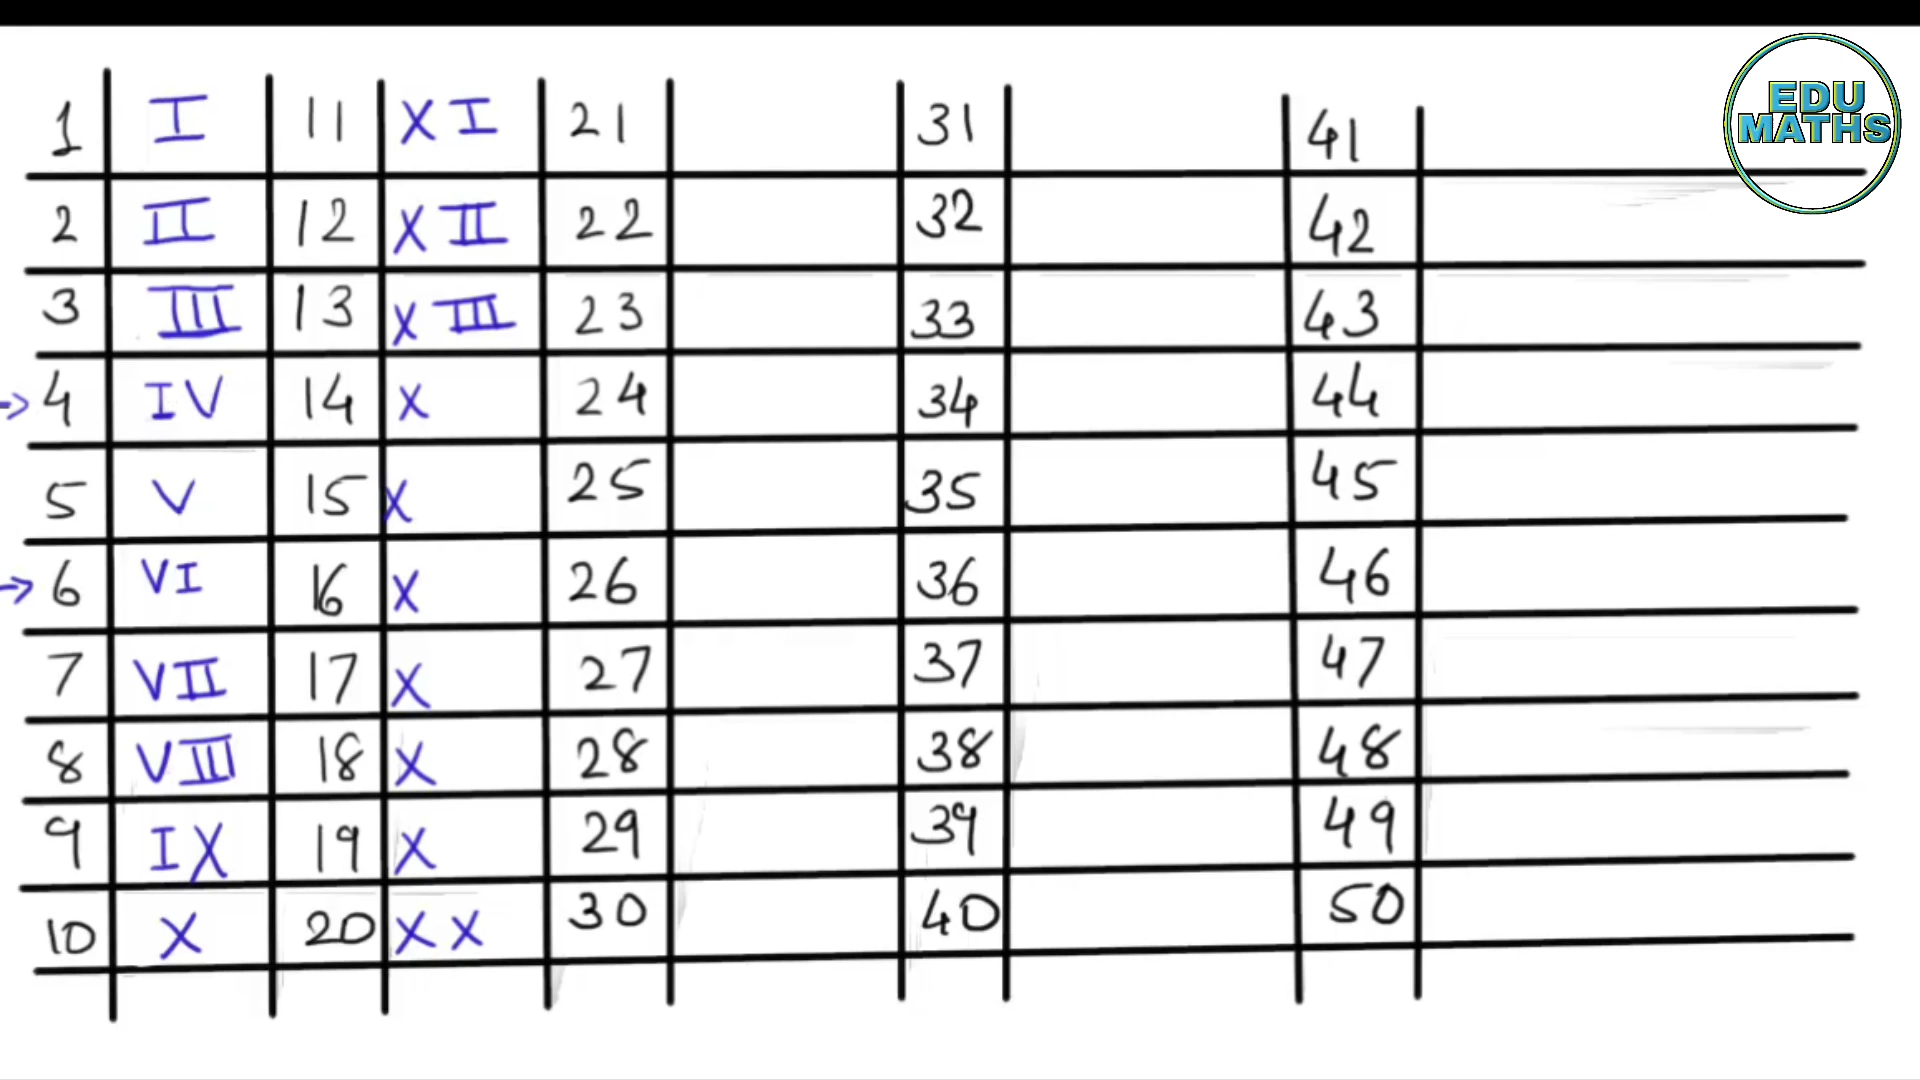 EDU
MATHS
1 I 11 XI 21 31 41
2 II 12 XII 22 32 42
3 III 13 XIII 23 33 43
→ 4 IV 14 X 24 34 44
5 V 15 X 25 35 45
→ 6 VI 16 X 26 36 46
7 VII 17 X 27 37 47
8 VIII 18 X 28 38 48
9 IX 19 X 29 39 49
10 X 20 XX 30 40 50